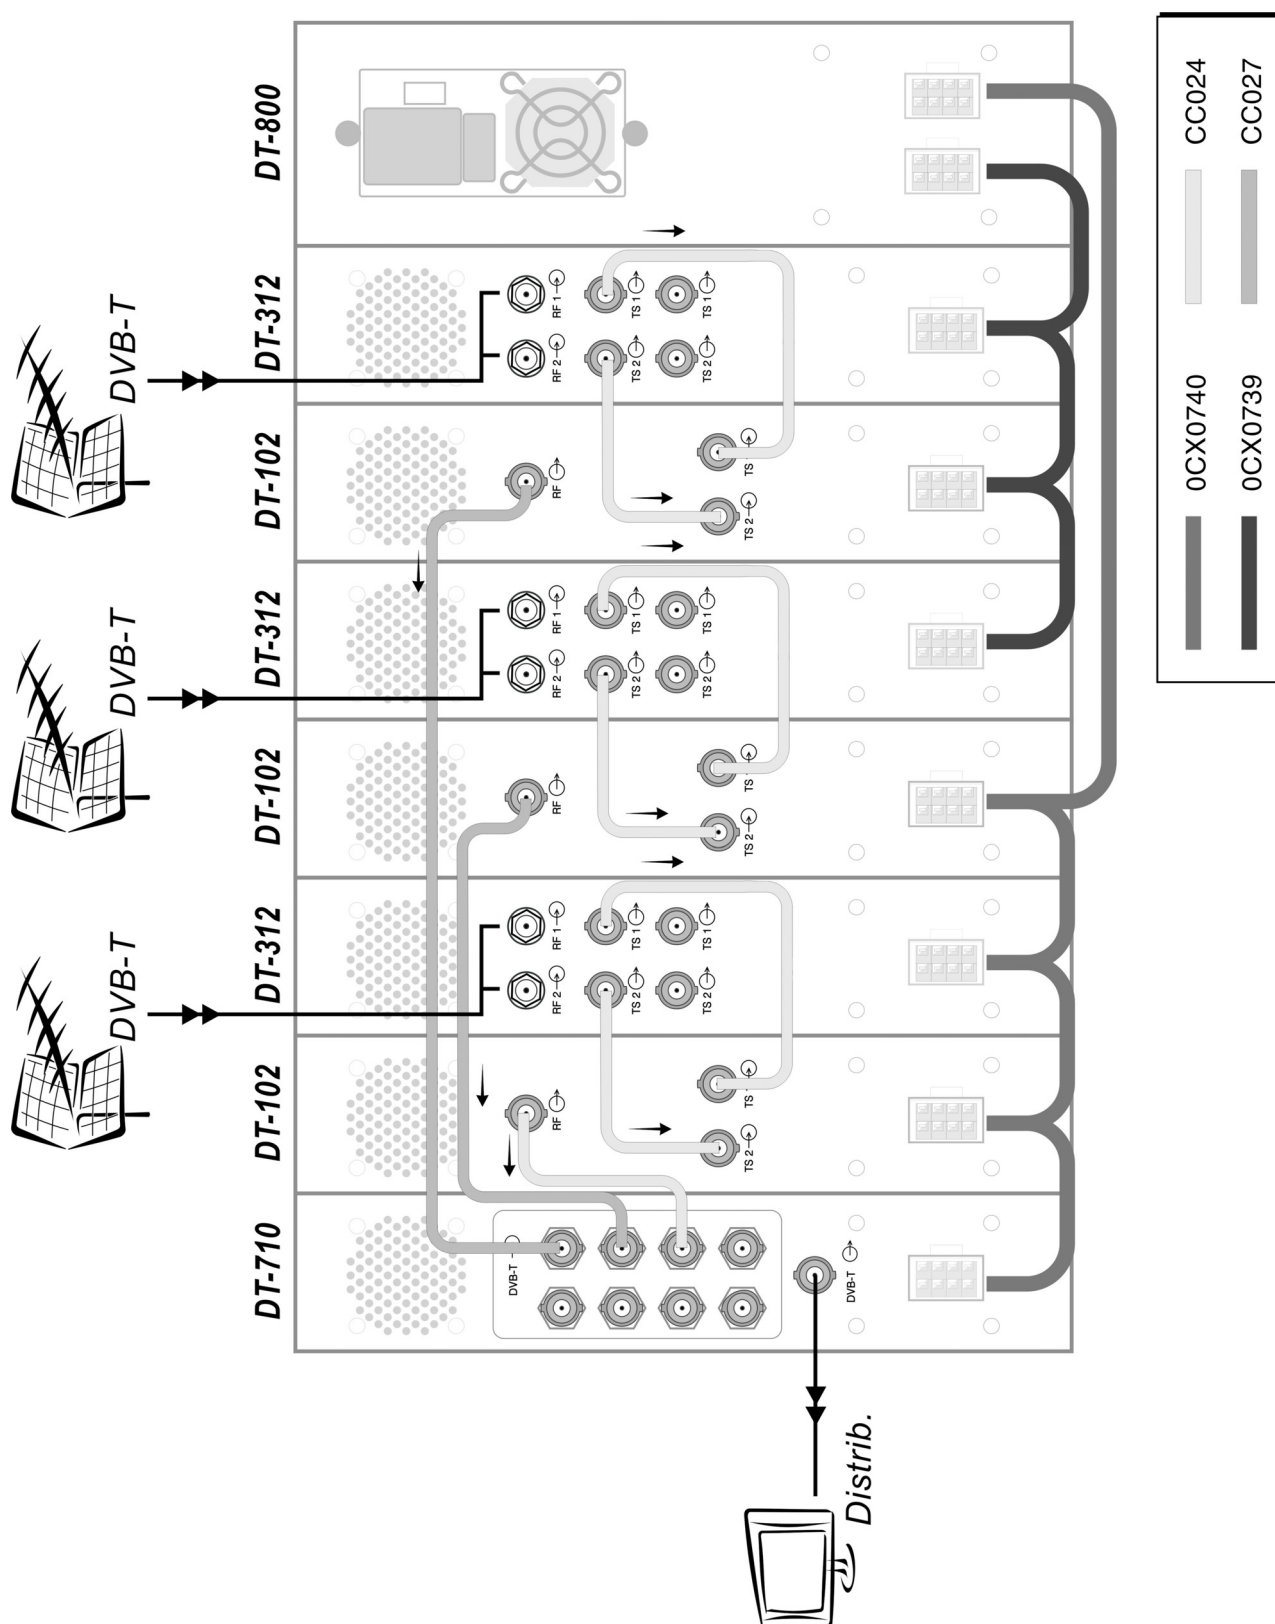 DVB-T DVB-T DVB-T
DT-710 DT-102 DT-312 DT-102 DT-312 DT-102 DT-312 DT-800
DVB-T
RF RF 2 RF 1 RF RF 2 RF 1 RF RF 2 RF 1
TS 2 TS 1 TS 2 TS 1 TS 2 TS 1
TS 2 TS 1 TS 2 TS 1 TS 2 TS 1
TS 2 TS TS 2 TS TS 2 TS
Distrib. DVB-T
0CX0740 CC024
0CX0739 CC027